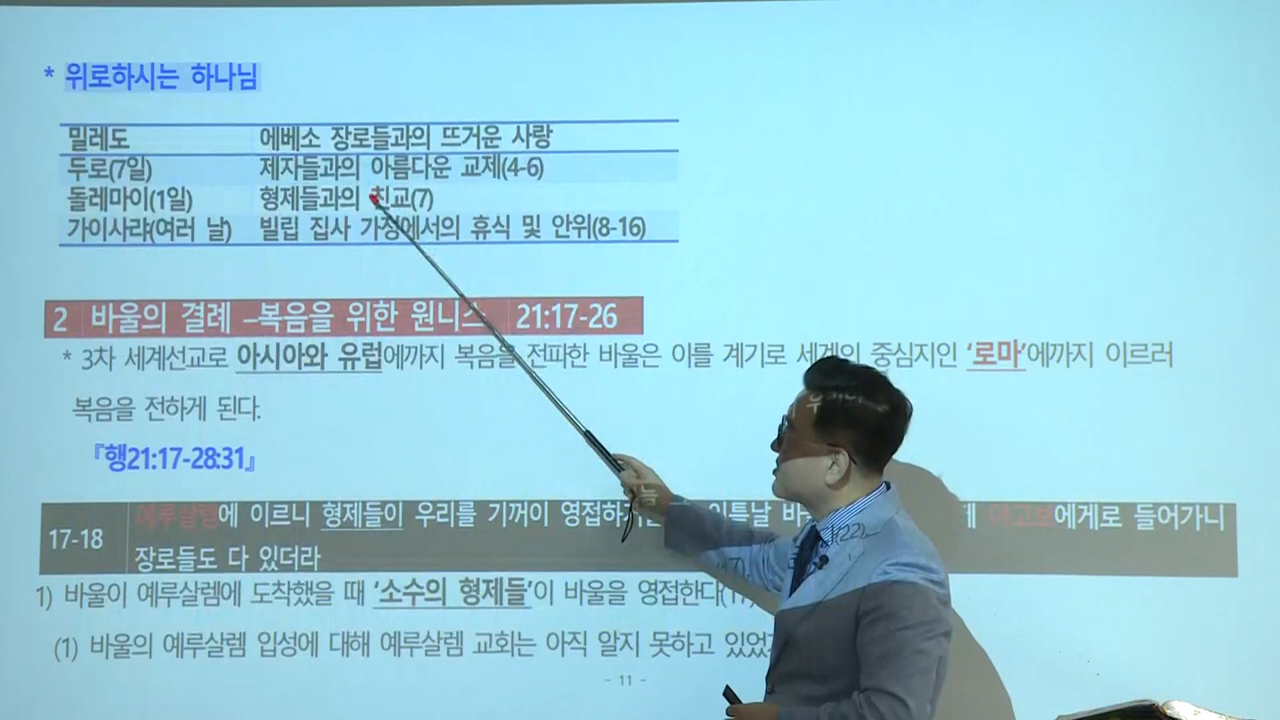 * 위로하시는 하나님
밀레도 에베소 장로들과의 뜨거운 사랑
두로(7일) 제자들과의 아름다운 교제(4-6)
돌레마이(1일) 형제들과의 친교(7)
가이사랴(여러 날) 빌립 집사 가정에서의 휴식 및 안위(8-16)
2 바울의 결례 –복음을 위한 원니스 21:17-26
* 3차 세계선교로 아시아와 유럽에까지 복음을 전파한 바울은 이를 계기로 세계의 중심지인 '로마'에까지 이르러
복음을 전하게 된다.
『행21:17-28:31』
17-18 예루살렘에 이르니 형제들이 우리를 기꺼이 이튿날 야고보에게로 들어가니
장로들도 다 있더라
1) 바울이 예루살렘에 도착했을 때 '소수의 형제들'이 바울을 영접한다(17)
(1) 바울의 예루살렘 입성에 대해 예루살렘 교회는 아직 알지 못하고
- 11 -